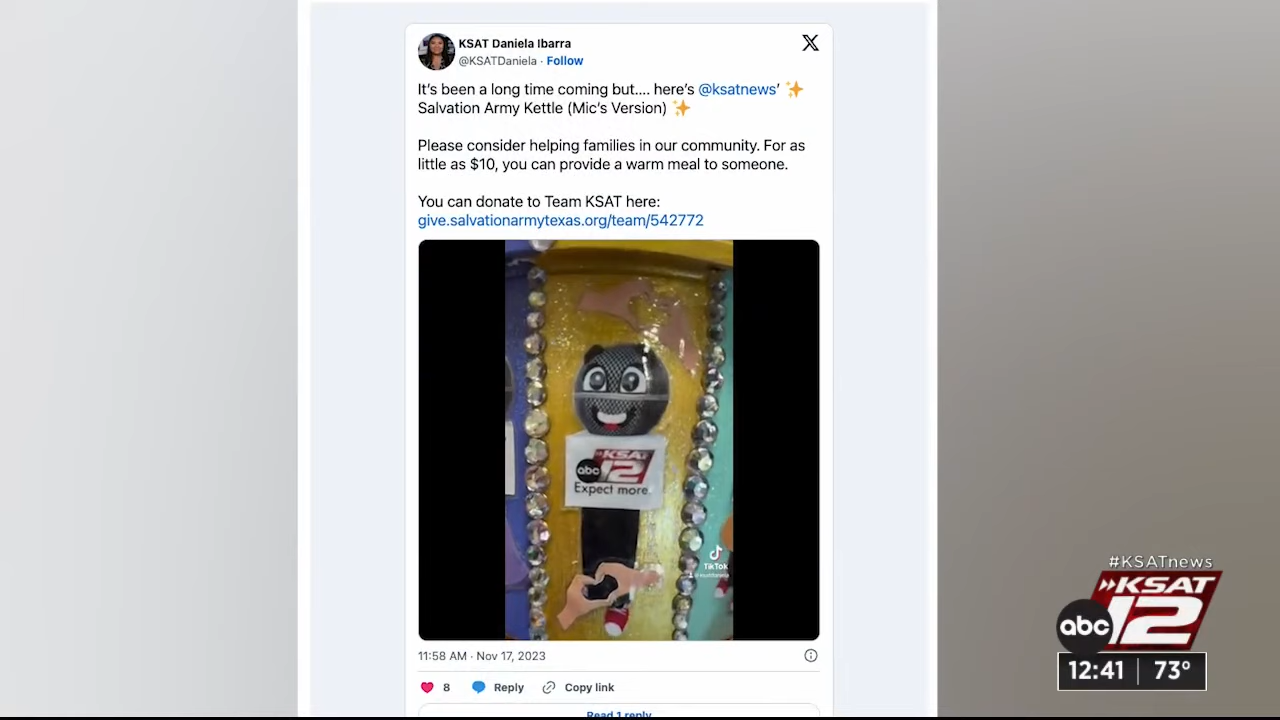 KSAT Daniela Ibarra
@KSATDaniela · Follow
It's been a long time coming but.... here's @ksatnews' ✨
Salvation Army Kettle (Mic's Version) ✨
Please consider helping families in our community. For as
little as $10, you can provide a warm meal to someone.
You can donate to Team KSAT here:
give.salvationarmytexas.org/team/542772
KSAT
abc 12
Expect more.
TikTok
11:58 AM · Nov 17, 2023
8 Reply Copy link
Read 1 reply
#KSATnews
KSAT
abc 12
12:41 73°